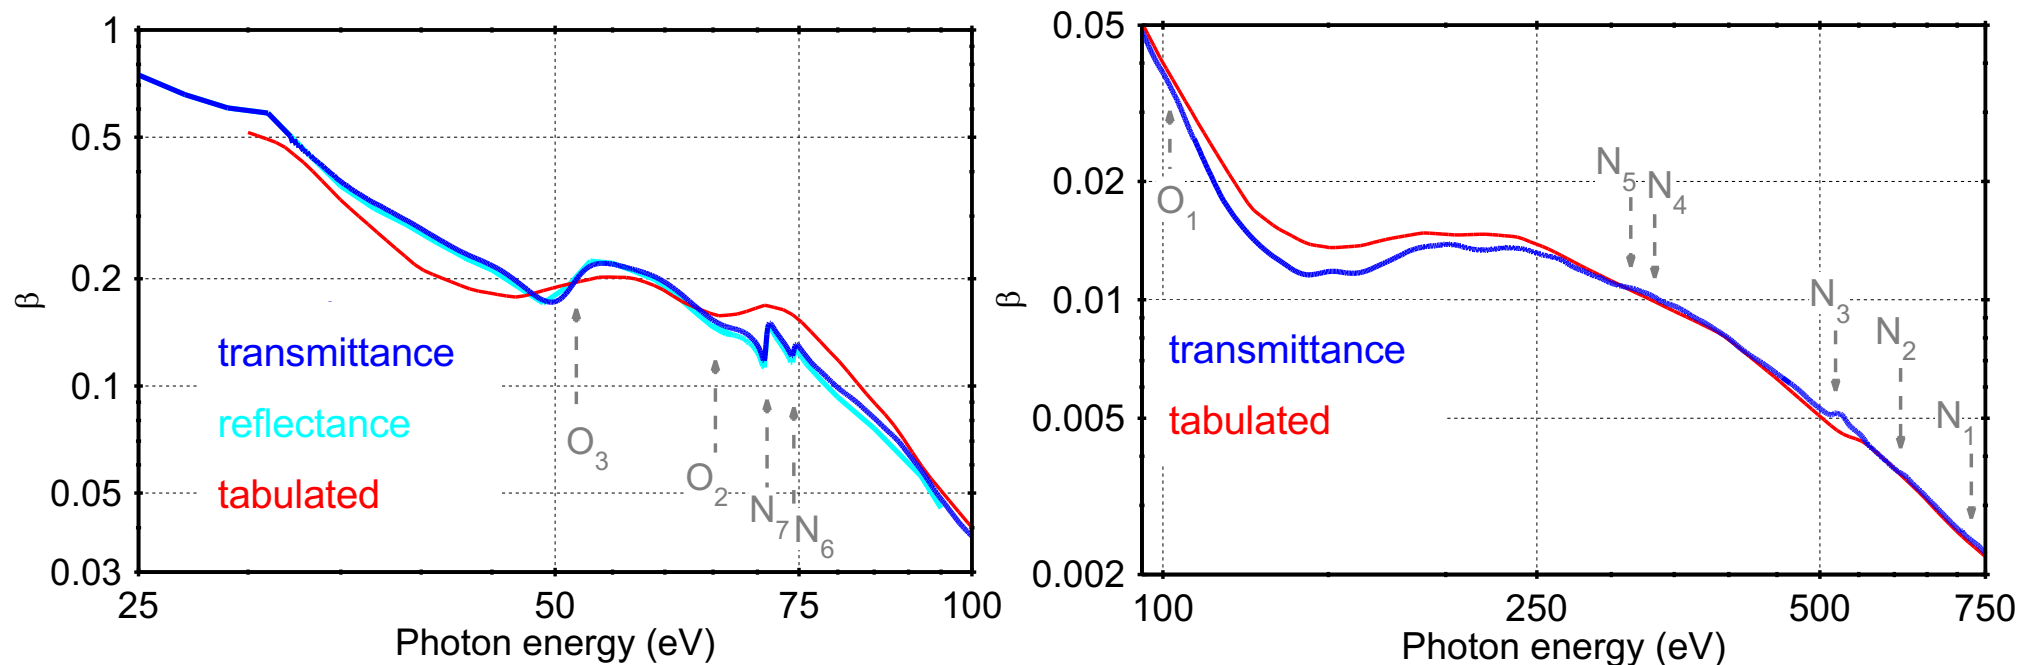 1
0.5
0.2
0.1
0.05
0.03
β
transmittance
reflectance
tabulated
O3
O2
N7
N6
25
50
75
100
Photon energy (eV)
0.05
0.02
0.01
0.005
0.002
β
O1
N5
N4
N3
N2
N1
transmittance
tabulated
100
250
500
750
Photon energy (eV)